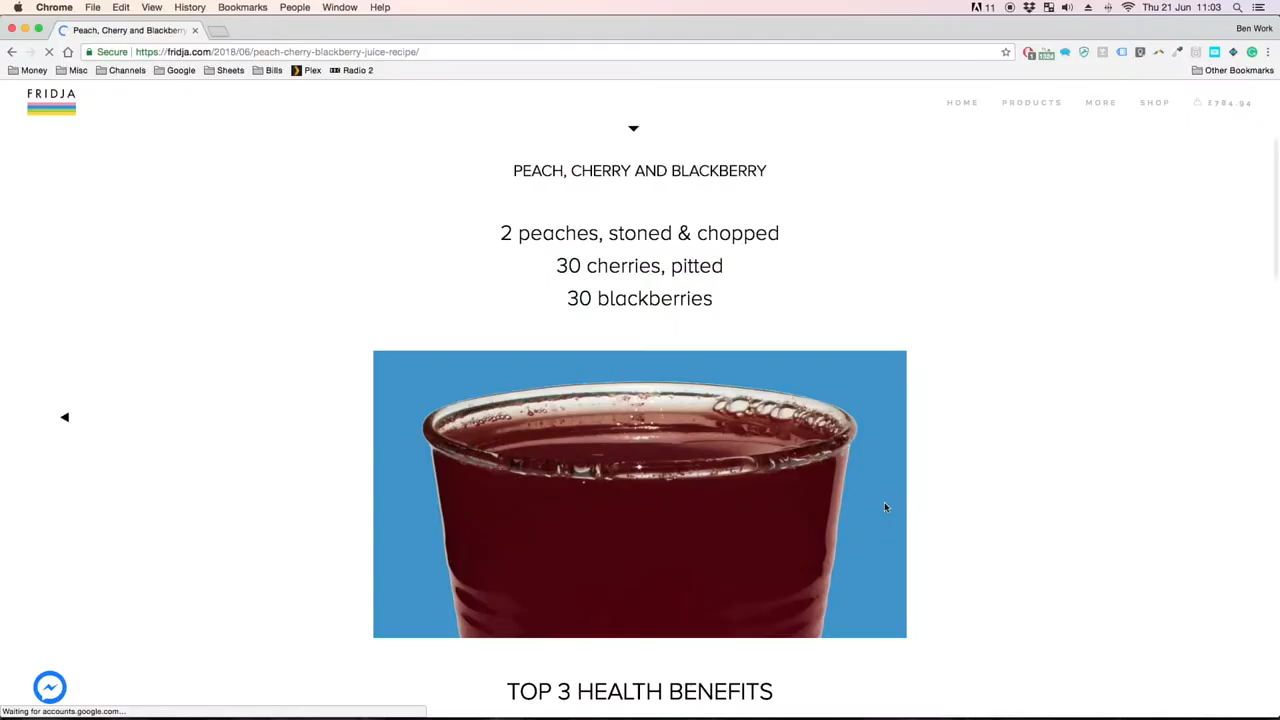 Chrome File Edit View History Bookmarks People Window Help 11 Thu 21 Jun 11:03
Peach, Cherry and Blackberry Ben Work
Secure https://fridja.com/2018/06/peach-cherry-blackberry-juice-recipe/
Money Misc Channels Google Sheets Bills Plex Radio 2 Other Bookmarks
FRIDJA
HOME PRODUCTS MORE SHOP £784.94
PEACH, CHERRY AND BLACKBERRY
2 peaches, stoned & chopped
30 cherries, pitted
30 blackberries
TOP 3 HEALTH BENEFITS
Waiting for accounts.google.com...